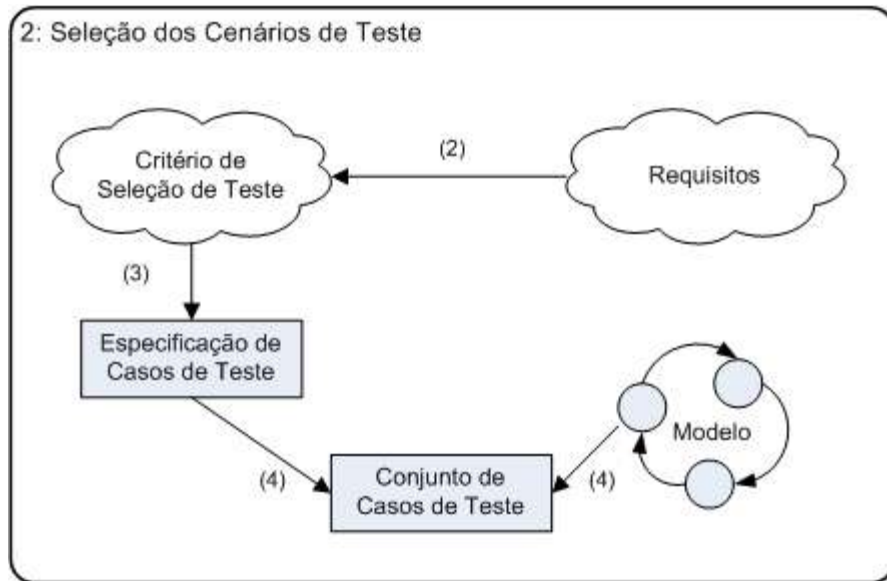 2: Seleção dos Cenários de Teste
Critério de
Seleção de Teste
(2)
Requisitos
(3)
Especificação de
Casos de Teste
Modelo
(4)
Conjunto de
Casos de Teste
(4)